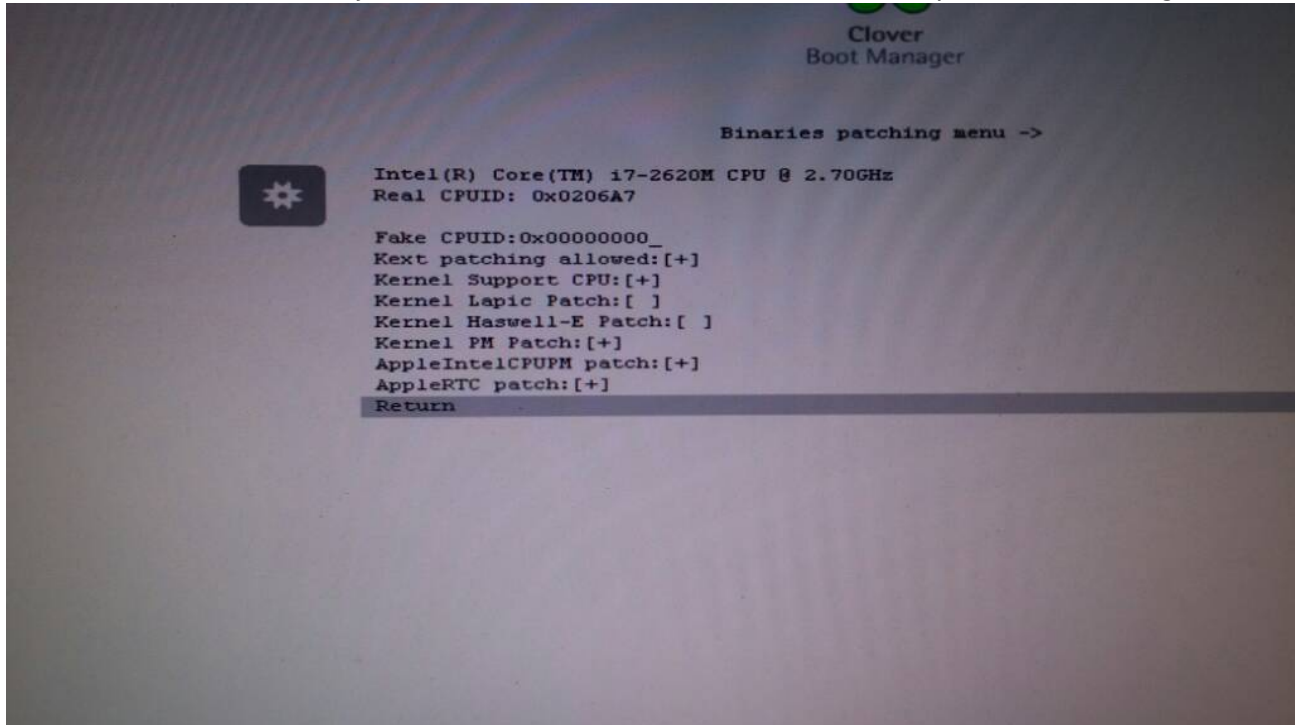 Clover
Boot Manager
Binaries patching menu ->
Intel(R) Core(TM) i7-2620M CPU @ 2.70GHz
Real CPUID: 0x0206A7
Fake CPUID:0x00000000_
Kext patching allowed:[+]
Kernel Support CPU:[+]
Kernel Lapic Patch:[ ]
Kernel Haswell-E Patch:[ ]
Kernel PM Patch:[+]
AppleIntelCPUPM patch:[+]
AppleRTC patch:[+]
Return